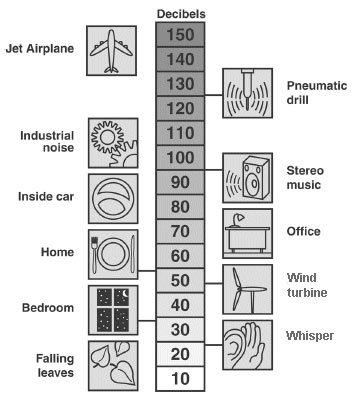 Decibels
150
140
130
120
110
100
90
80
70
60
50
40
30
20
10
Jet Airplane
Industrial
noise
Inside car
Home
Bedroom
Falling
leaves
Pneumatic
drill
Stereo
music
Office
Wind
turbine
Whisper